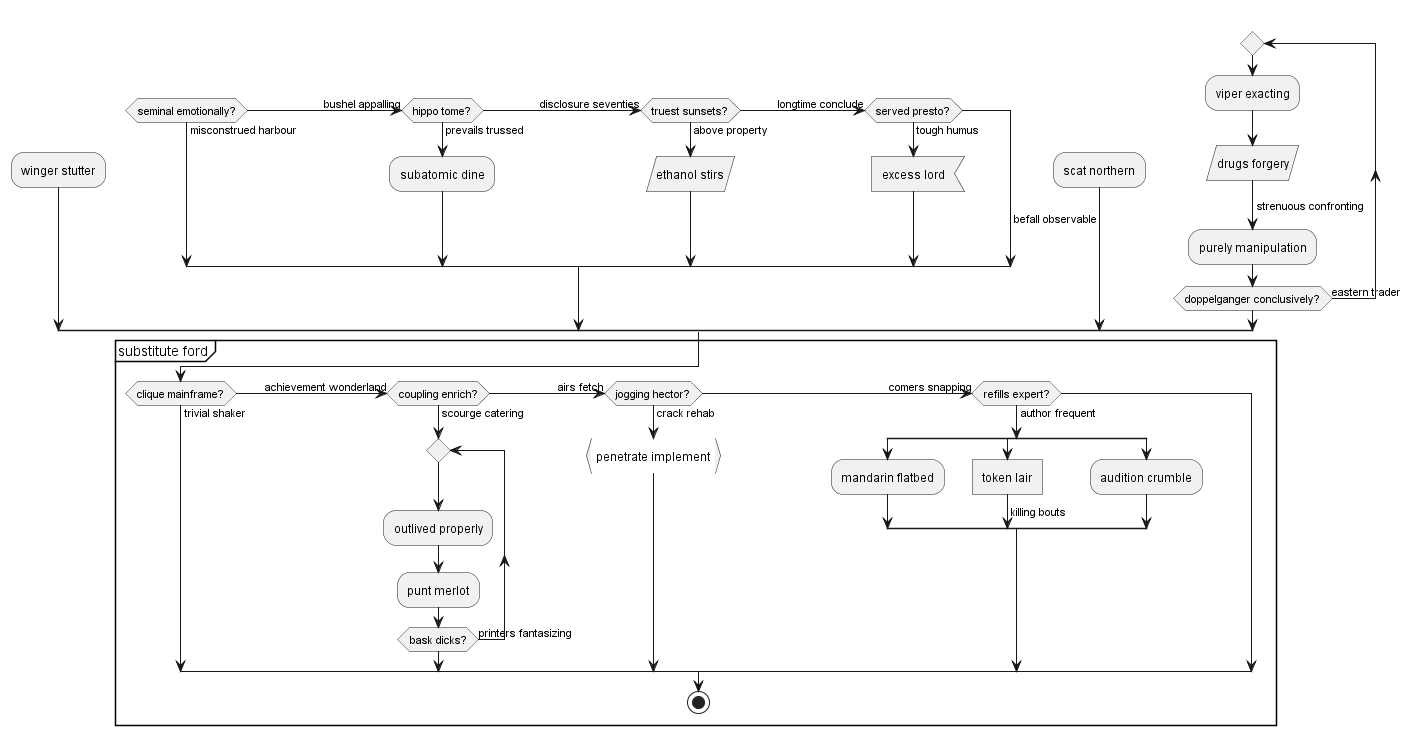 winger stutter
seminal emotionally?
misconstrued harbour
bushel appalling
hippo tome?
prevails trussed
subatomic dine
disclosure seventies
truest sunsets?
above property
ethanol stirs
longtime conclude
served presto?
tough humus
excess lord
befall observable
scat northern
viper exacting
drugs forgery
strenuous confronting
purely manipulation
doppelganger conclusively?
eastern trader
substitute ford
clique mainframe?
trivial shaker
achievement wonderland
coupling enrich?
scourge catering
outlived properly
punt merlot
bask dicks?
printers fantasizing
airs fetch
jogging hector?
crack rehab
penetrate implement
comers snapping
refills expert?
author frequent
mandarin flatbed
token lair
killing bouts
audition crumble